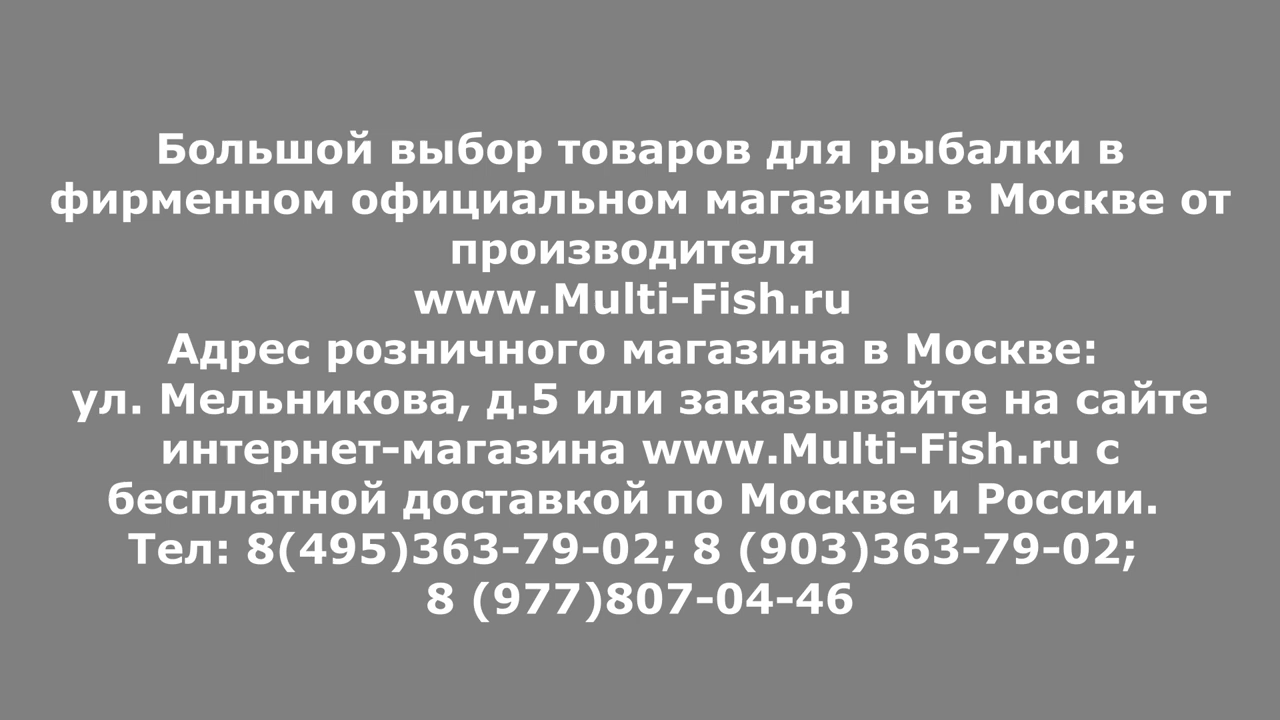 Большой выбор товаров для рыбалки в
фирменном официальном магазине в Москве от
производителя
www.Multi-Fish.ru
Адрес розничного магазина в Москве:
ул. Мельникова, д.5 или заказывайте на сайте
интернет-магазина www.Multi-Fish.ru с
бесплатной доставкой по Москве и России.
Тел: 8(495)363-79-02; 8 (903)363-79-02;
8 (977)807-04-46